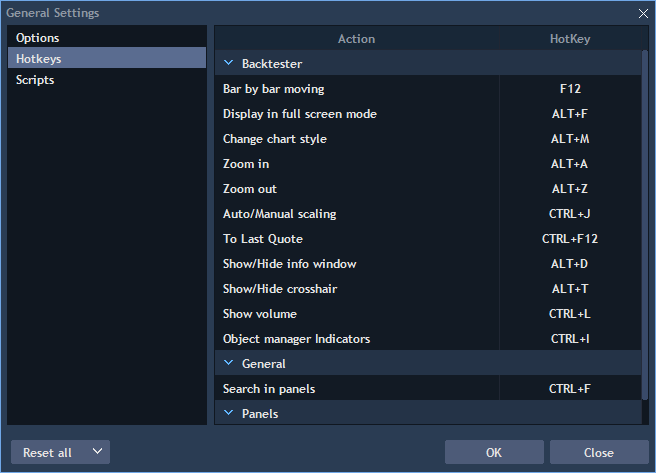 General Settings
Options
Hotkeys
Scripts
Action HotKey
Backtester
Bar by bar moving F12
Display in full screen mode ALT+F
Change chart style ALT+M
Zoom in ALT+A
Zoom out ALT+Z
Auto/Manual scaling CTRL+J
To Last Quote CTRL+F12
Show/Hide info window ALT+D
Show/Hide crosshair ALT+T
Show volume CTRL+L
Object manager Indicators CTRL+I
General
Search in panels CTRL+F
Panels
Reset all OK Close